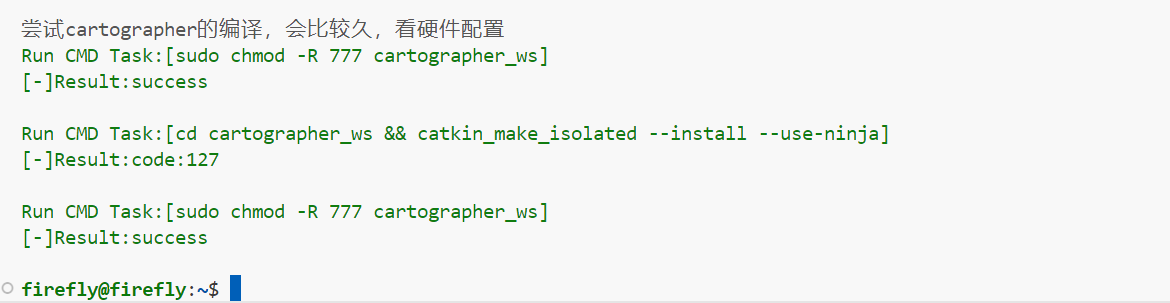 尝试cartographer的编译，会比较久，看硬件配置
Run CMD Task:[sudo chmod -R 777 cartographer_ws]
[-]Result:success
Run CMD Task:[cd cartographer_ws && catkin_make_isolated --install --use-ninja]
[-]Result:code:127
Run CMD Task:[sudo chmod -R 777 cartographer_ws]
[-]Result:success
firefly@firefly:~$